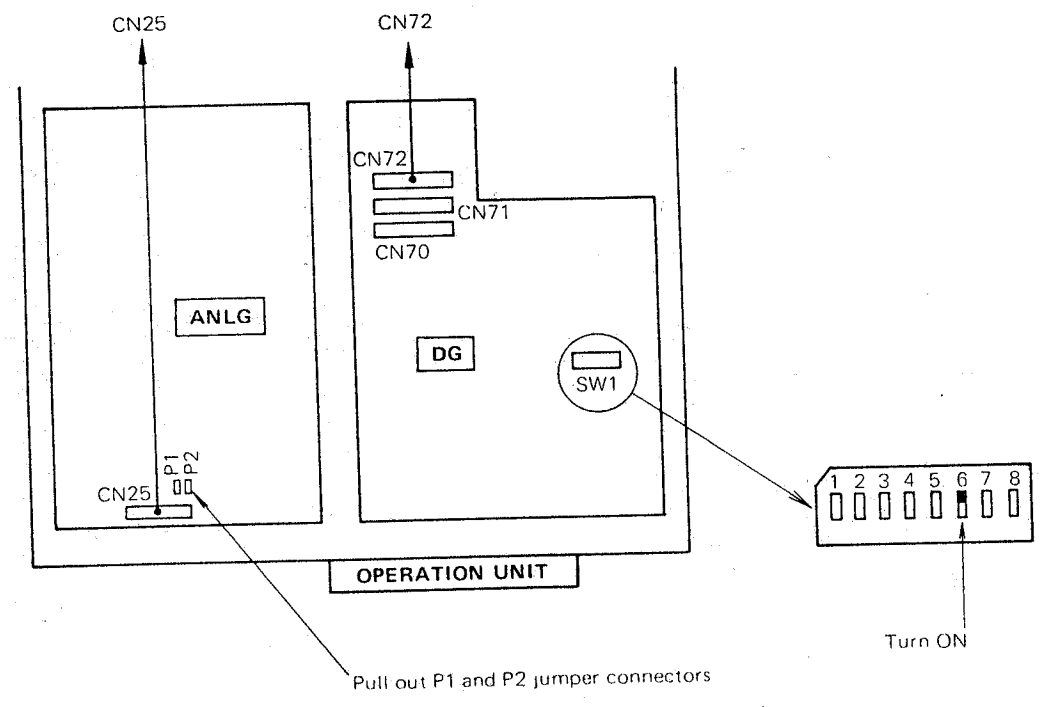 CN25
CN72
CN72
CN71
CN70
ANLG
DG
SW1
P1
P2
CN25
1 2 3 4 5 6 7 8
OPERATION UNIT
Turn ON
Pull out P1 and P2 jumper connectors